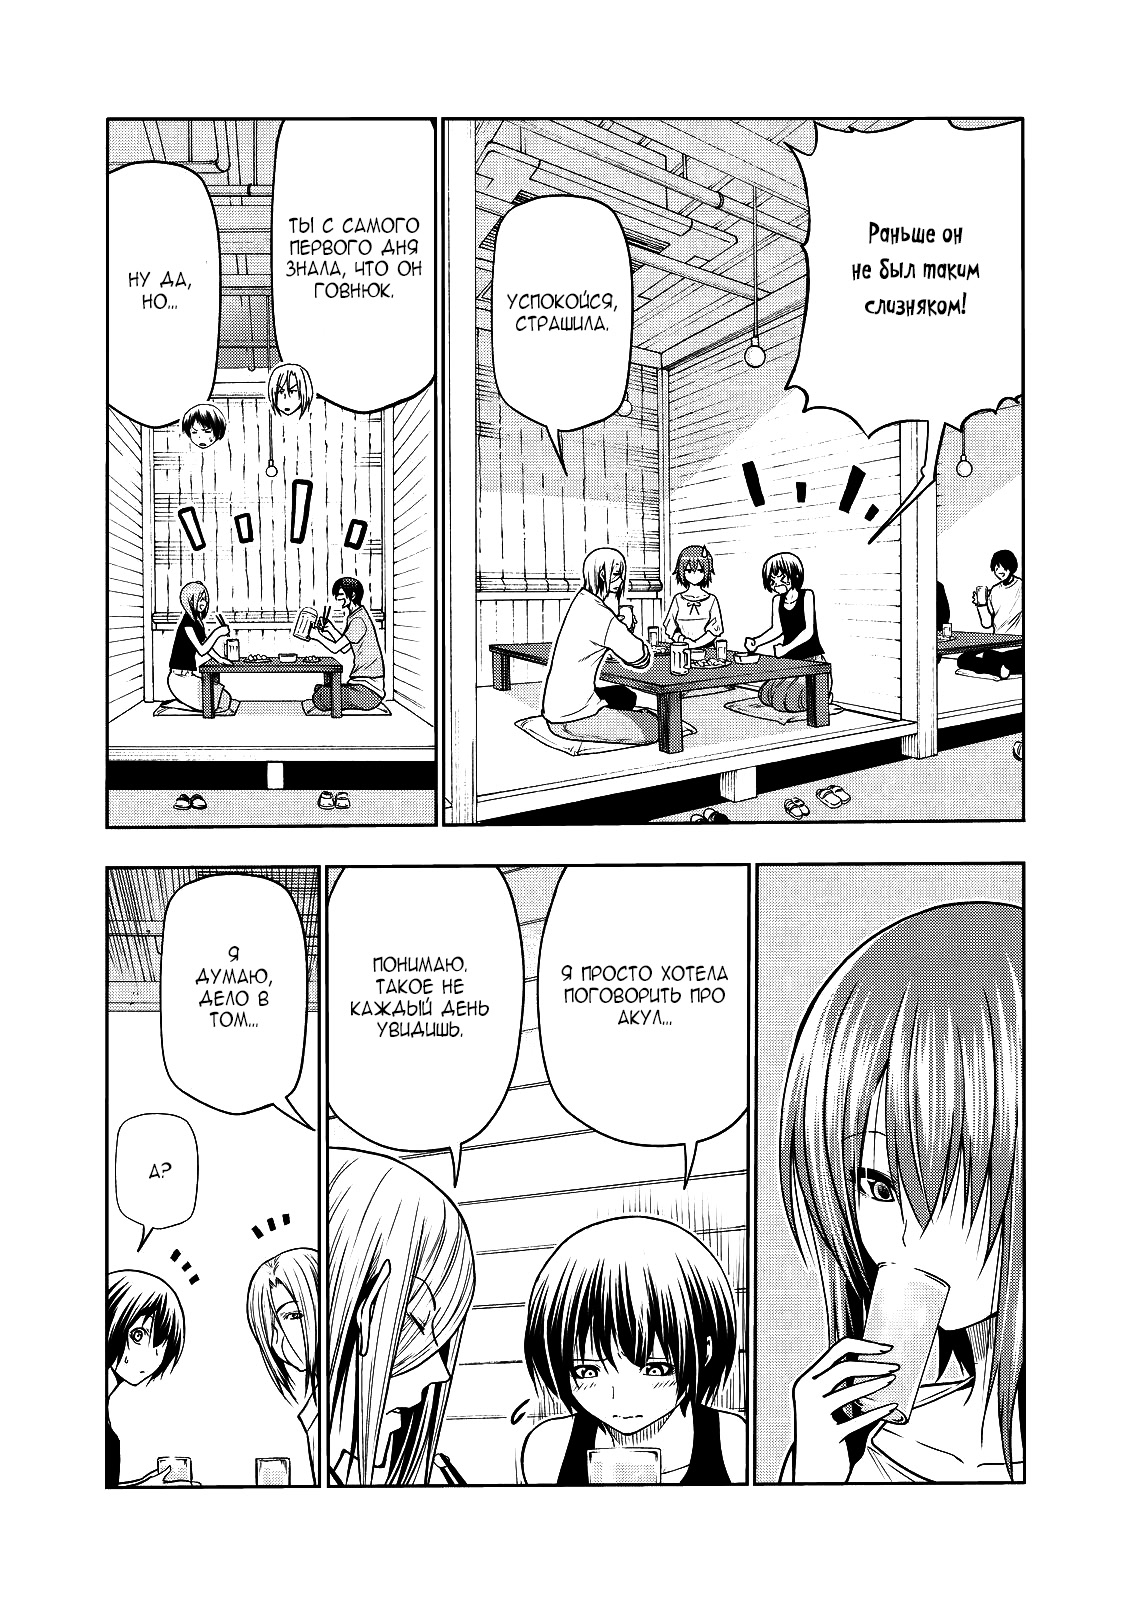 Раньше он
не был таким
слизняком!
УСПОКОЙСЯ,
СТРАШИЛА.
ТЫ С САМОГО
ПЕРВОГО ДНЯ
ЗНАЛА, ЧТО ОН
ГОВНЮК.
НУ ДА,
НО...
Я ПРОСТО ХОТЕЛА
ПОГОВОРИТЬ ПРО
АКУЛ...
ПОНИМАЮ.
ТАКОЕ НЕ
КАЖДЫЙ ДЕНЬ
УВИДИШЬ.
Я
ДУМАЮ,
ДЕЛО В
ТОМ...
А?